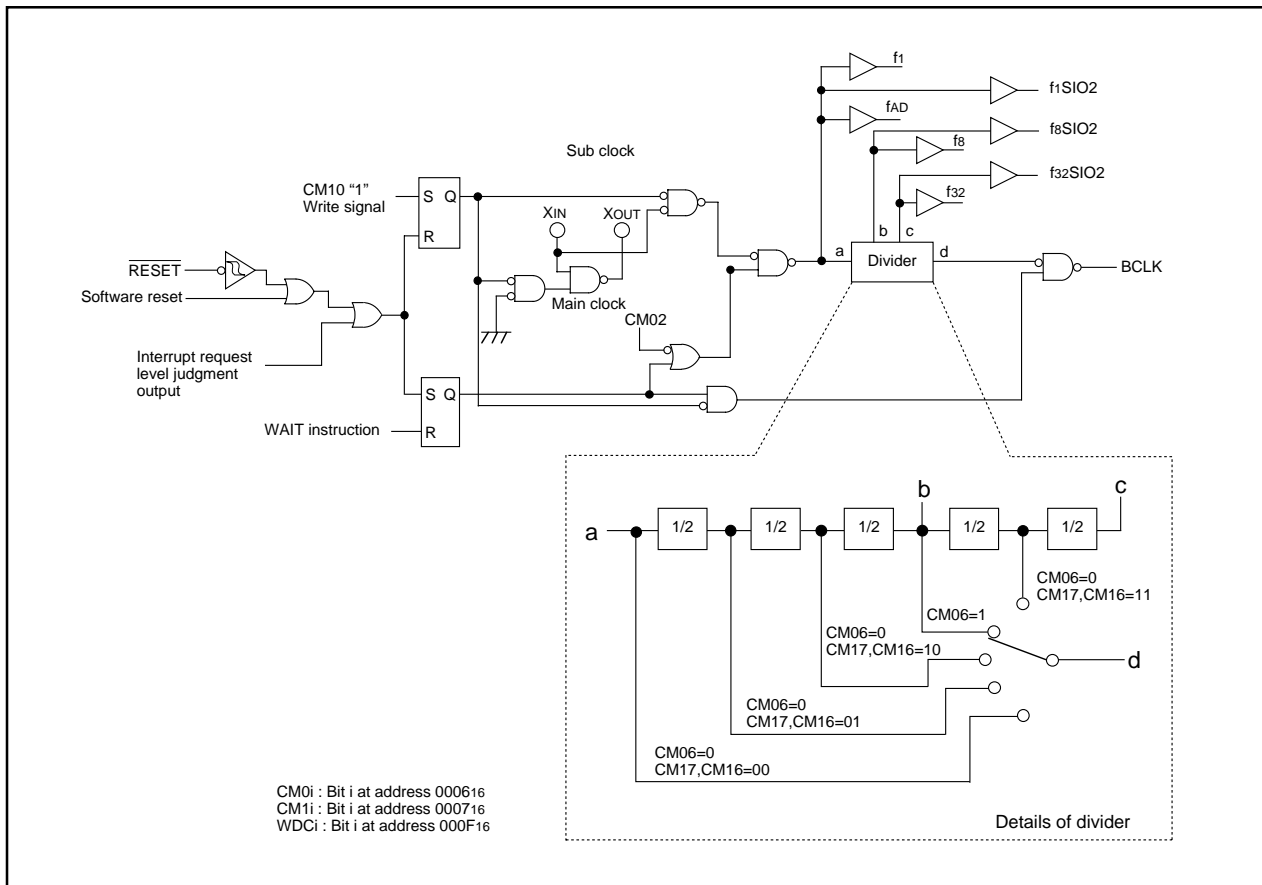 f1
f1SIO2
fAD
f8SIO2
f8
f32SIO2
f32
Sub clock
CM10 “1”
Write signal
S Q
R
XIN
XOUT
a
b
c
Divider
d
BCLK
RESET
Software reset
Main clock
CM02
Interrupt request
level judgment
output
S Q
R
WAIT instruction
a
1/2
1/2
1/2
b
1/2
1/2
c
CM06=0
CM17,CM16=11
CM06=1
CM06=0
CM17,CM16=10
d
CM06=0
CM17,CM16=01
CM06=0
CM17,CM16=00
CM0i : Bit i at address 000616
CM1i : Bit i at address 000716
WDCi : Bit i at address 000F16
Details of divider